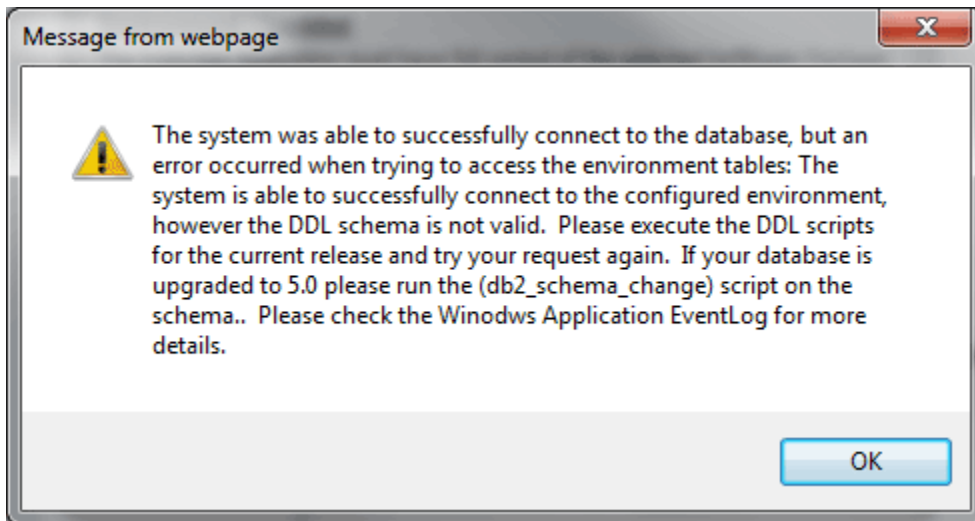 Message from webpage
The system was able to successfully connect to the database, but an
error occurred when trying to access the environment tables: The
system is able to successfully connect to the configured environment,
however the DDL schema is not valid.  Please execute the DDL scripts
for the current release and try your request again.  If your database is
upgraded to 5.0 please run the (db2_schema_change) script on the
schema..  Please check the Winodws Application EventLog for more
details.
OK